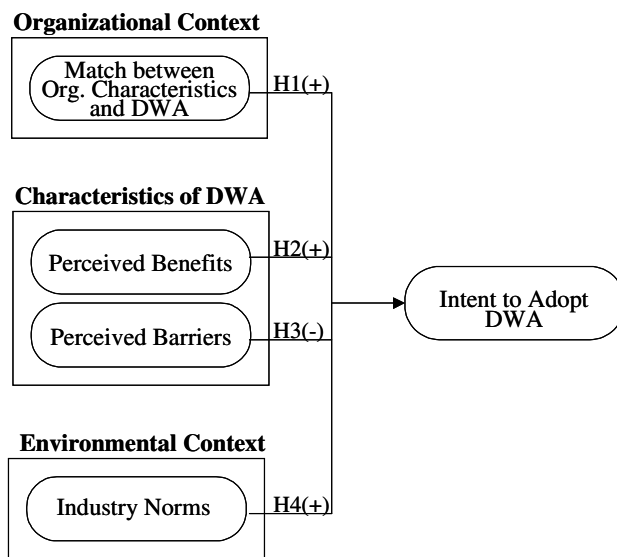 Organizational Context
Match between
Org. Characteristics
and DWA
H1(+)
Characteristics of DWA
Perceived Benefits
H2(+)
Perceived Barriers
H3(-)
Intent to Adopt
DWA
Environmental Context
Industry Norms
H4(+)